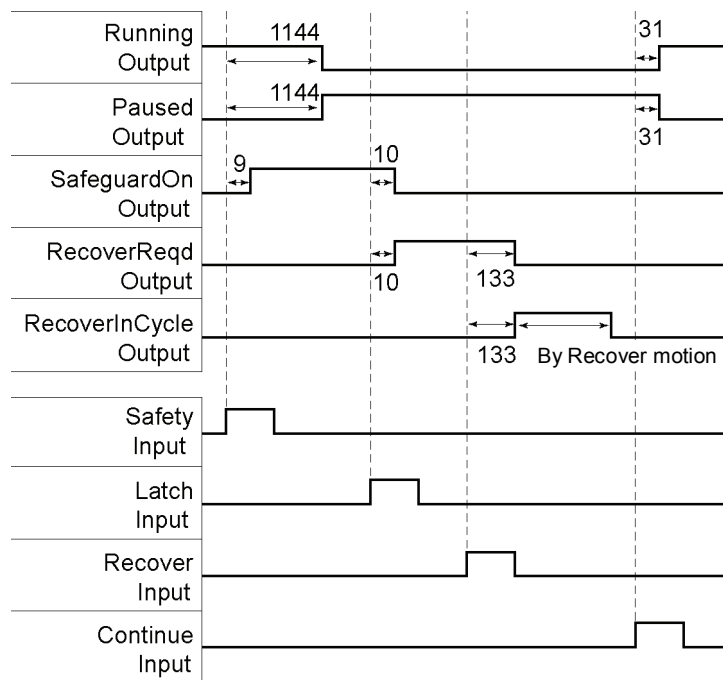 Running
Output
1144
31
Paused
Output
1144
31
SafeguardOn
Output
9
10
RecoverReqd
Output
10
133
RecoverInCycle
Output
133
By Recover motion
Safety
Input
Latch
Input
Recover
Input
Continue
Input